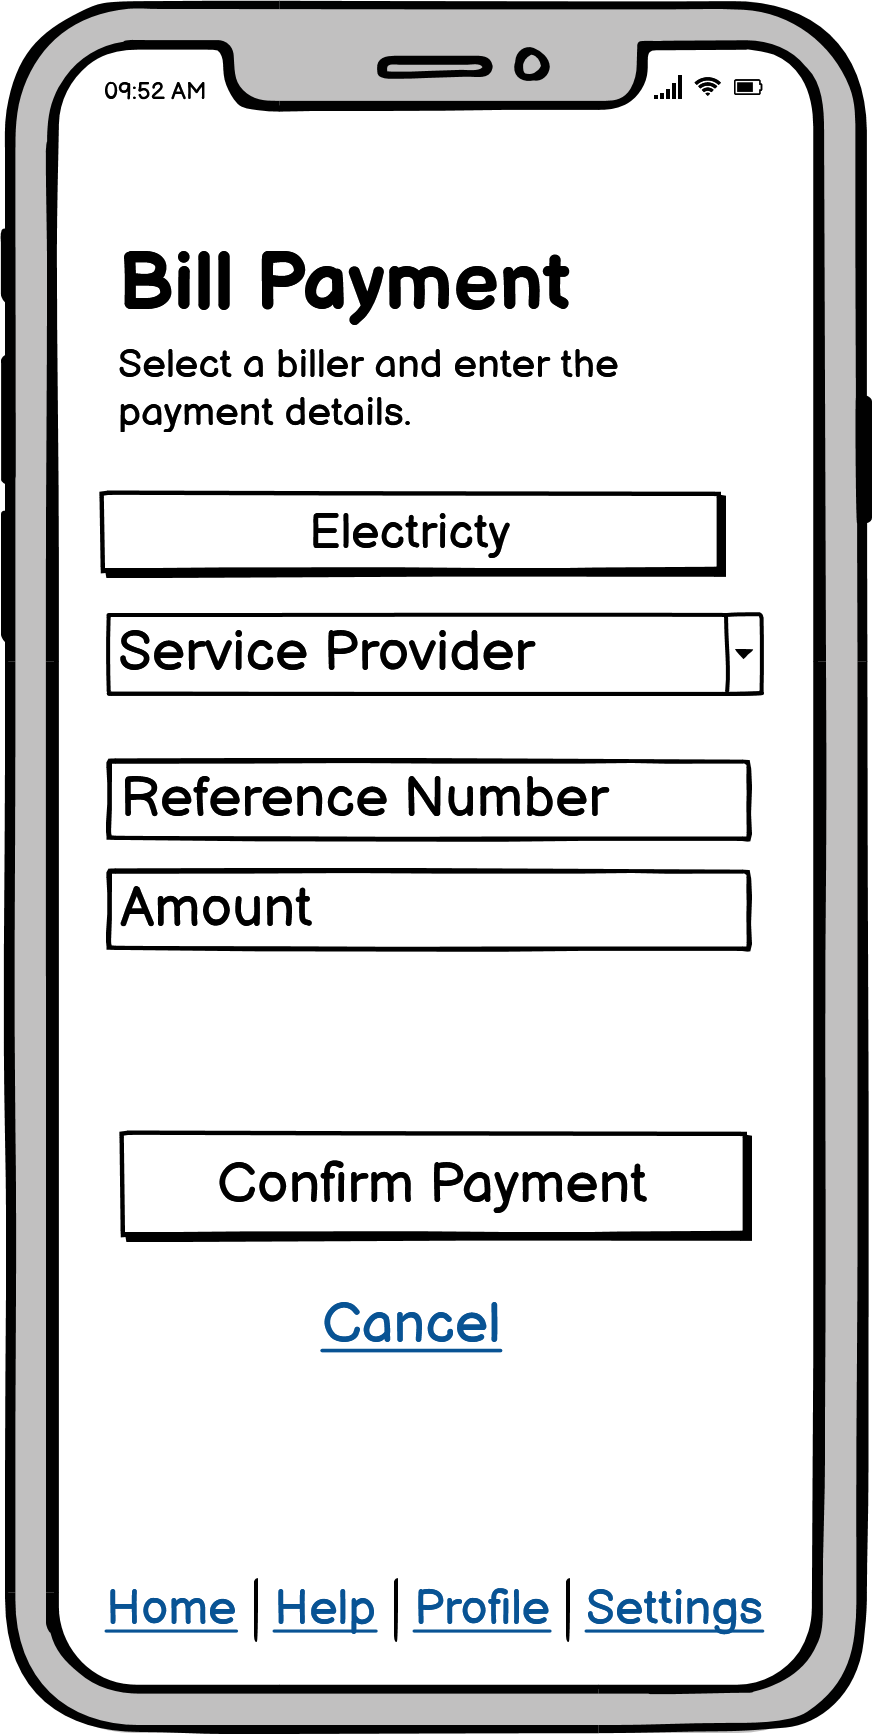 09:52 AM
Bill Payment
Select a biller and enter the
payment details.
Electricty
Service Provider
Reference Number
Amount
Confirm Payment
Cancel
Home | Help | Profile | Settings